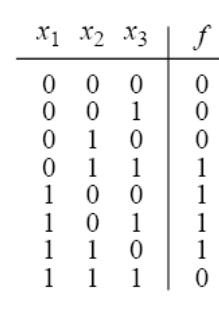 x1 x2 x3 f
0 0 0 0
0 0 1 0
0 1 0 0
0 1 1 1
1 0 0 1
1 0 1 1
1 1 0 1
1 1 1 0